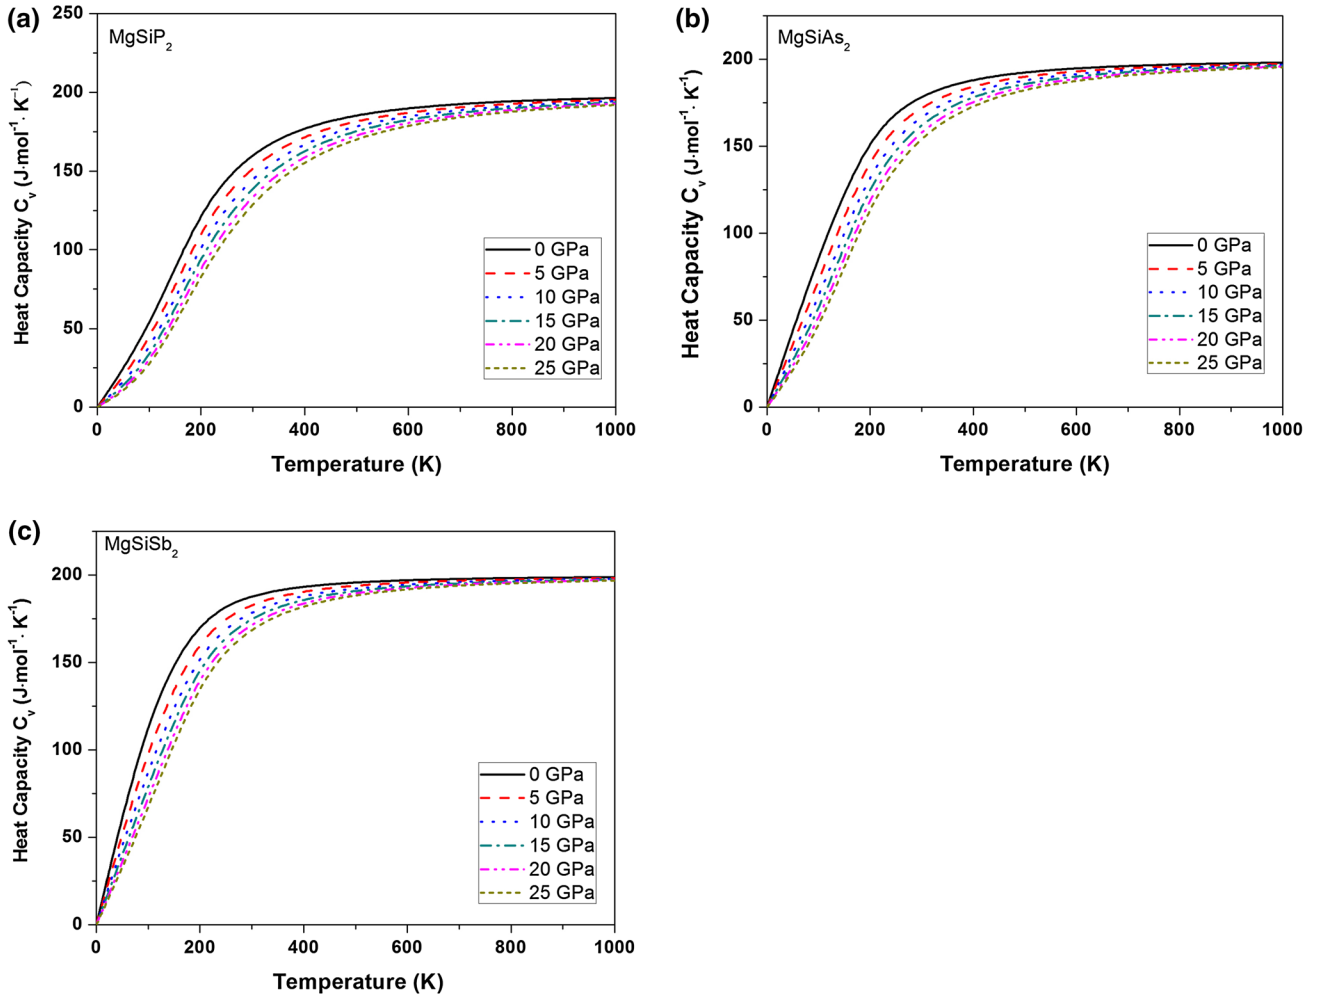 (a)
MgSiP₂
Heat Capacity Cᵥ (J·mol⁻¹· K⁻¹)
250
200
150
100
50
0
0 GPa
5 GPa
10 GPa
15 GPa
20 GPa
25 GPa
0 200 400 600 800 1000
Temperature (K)
(b)
MgSiAs₂
Heat Capacity Cᵥ (J·mol⁻¹· K⁻¹)
200
150
100
50
0
0 GPa
5 GPa
10 GPa
15 GPa
20 GPa
25 GPa
0 200 400 600 800 1000
Temperature (K)
(c)
MgSiSb₂
Heat Capacity Cᵥ (J·mol⁻¹· K⁻¹)
200
150
100
50
0
0 GPa
5 GPa
10 GPa
15 GPa
20 GPa
25 GPa
0 200 400 600 800 1000
Temperature (K)